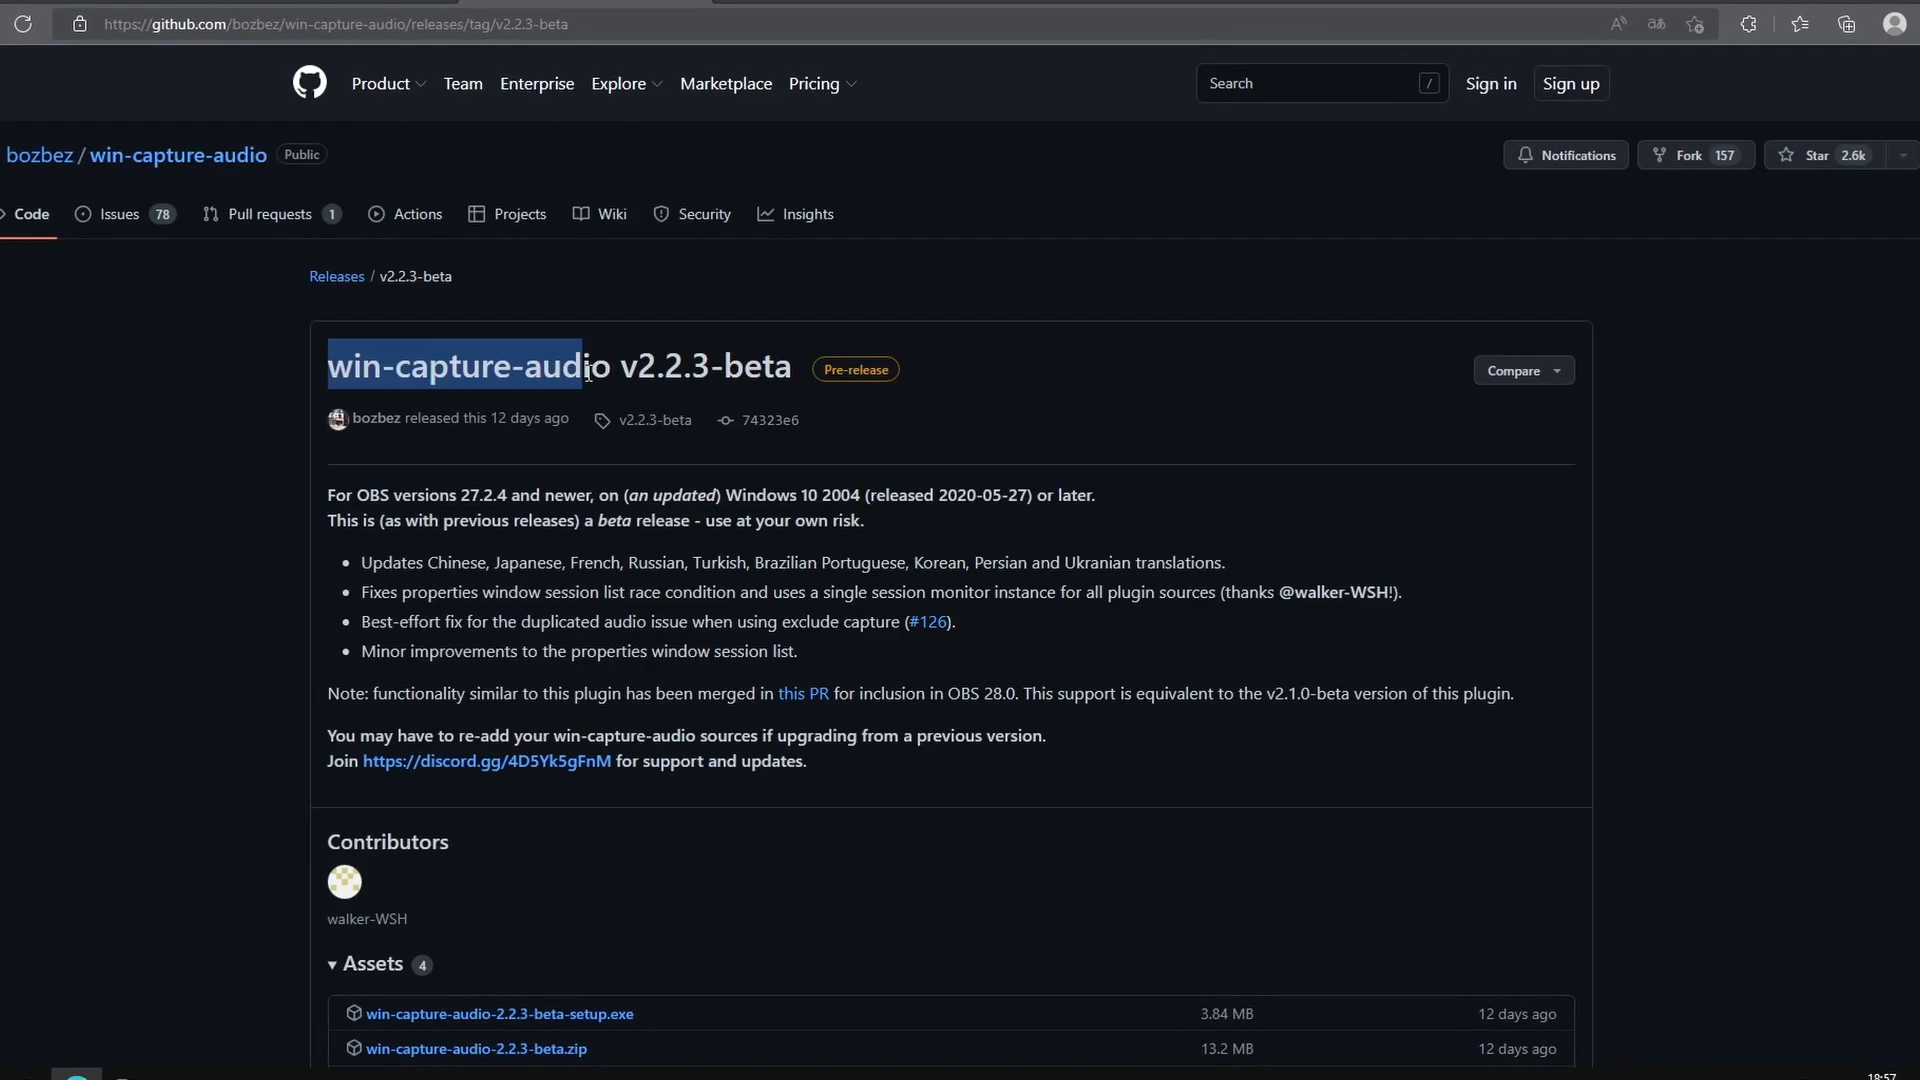 https://github.com/bozbez/win-capture-audio/releases/tag/v2.2.3-beta
Product Team Enterprise Explore Marketplace Pricing Search / Sign in Sign up
bozbez / win-capture-audio Public Notifications Fork 157 Star 2.6k
Code Issues 78 Pull requests 1 Actions Projects Wiki Security Insights
Releases / v2.2.3-beta
win-capture-audio v2.2.3-beta Pre-release Compare
bozbez released this 12 days ago v2.2.3-beta 74323e6
For OBS versions 27.2.4 and newer, on (an updated) Windows 10 2004 (released 2020-05-27) or later.
This is (as with previous releases) a beta release - use at your own risk.
Updates Chinese, Japanese, French, Russian, Turkish, Brazilian Portuguese, Korean, Persian and Ukranian translations.
Fixes properties window session list race condition and uses a single session monitor instance for all plugin sources (thanks @walker-WSH!).
Best-effort fix for the duplicated audio issue when using exclude capture (#126).
Minor improvements to the properties window session list.
Note: functionality similar to this plugin has been merged in this PR for inclusion in OBS 28.0. This support is equivalent to the v2.1.0-beta version of this plugin.
You may have to re-add your win-capture-audio sources if upgrading from a previous version.
Join https://discord.gg/4D5Yk5gFnM for support and updates.
Contributors
walker-WSH
Assets 4
win-capture-audio-2.2.3-beta-setup.exe 3.84 MB 12 days ago
win-capture-audio-2.2.3-beta.zip 13.2 MB 12 days ago
18:57